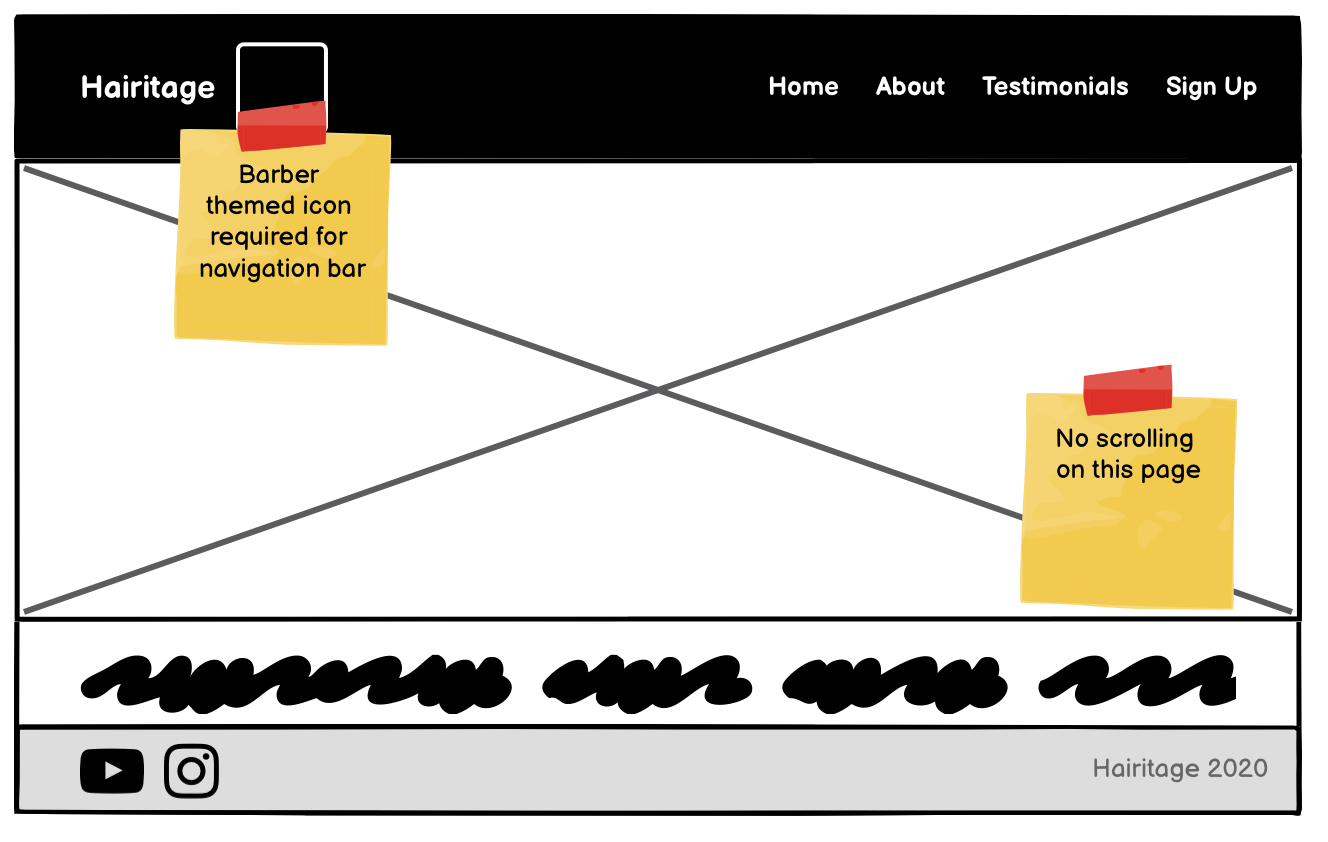 Hairitage
Home About Testimonials Sign Up
Barber
themed icon
required for
navigation bar
No scrolling
on this page
Hairitage 2020